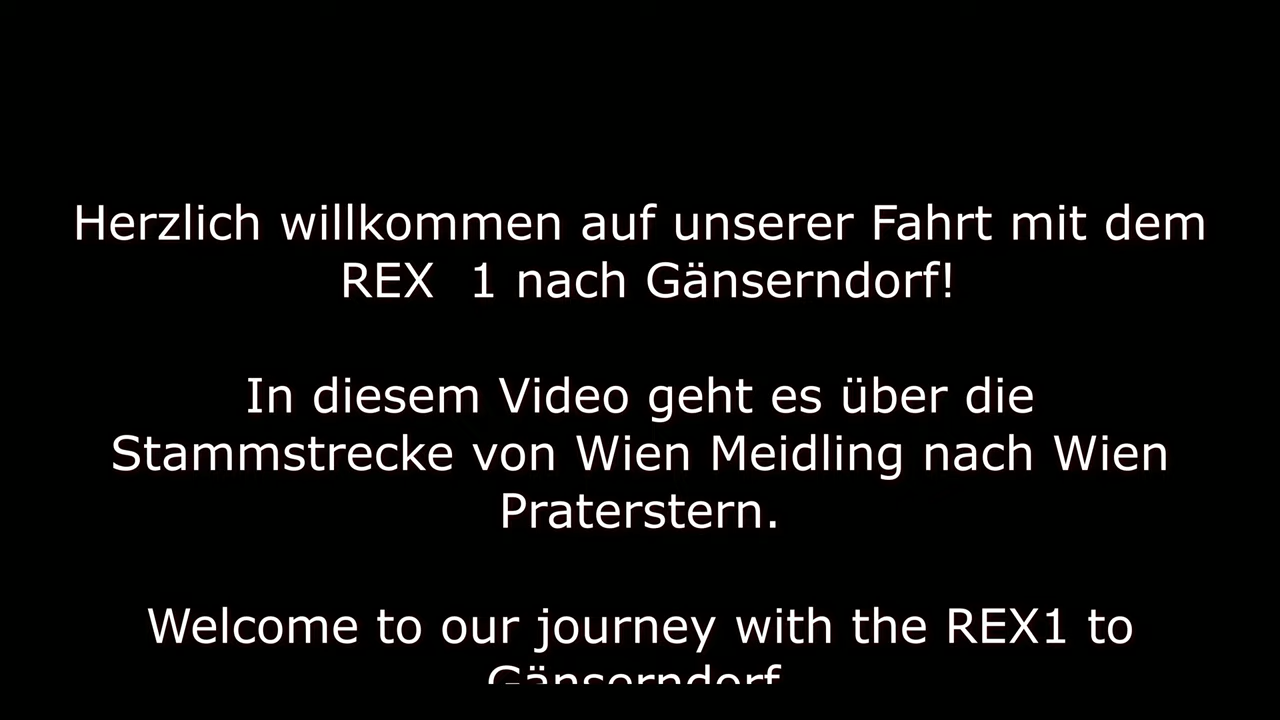 Herzlich willkommen auf unserer Fahrt mit dem
REX  1 nach Gänserndorf!
In diesem Video geht es über die
Stammstrecke von Wien Meidling nach Wien
Praterstern.
Welcome to our journey with the REX1 to
Gänserndorf